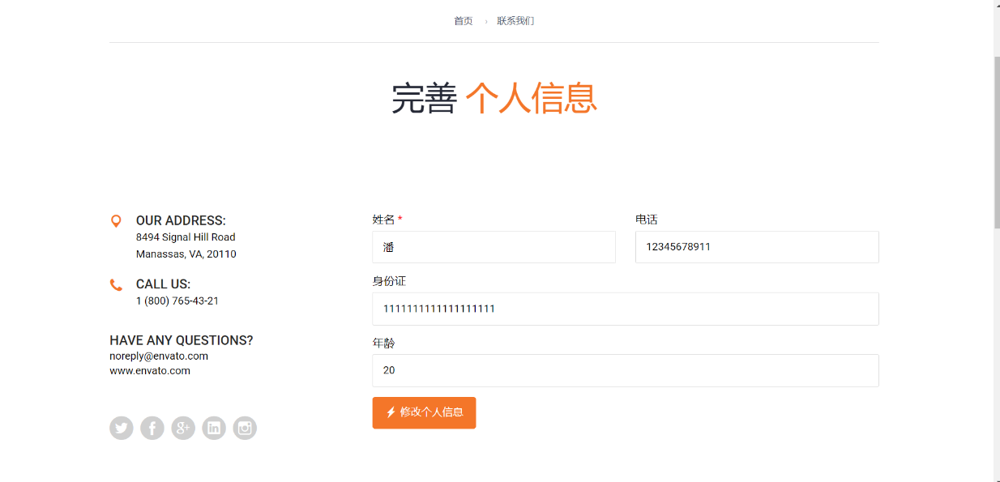 首页 › 联系我们
完善 个人信息
OUR ADDRESS:
8494 Signal Hill Road
Manassas, VA, 20110
CALL US:
1 (800) 765-43-21
HAVE ANY QUESTIONS?
noreply@envato.com
www.envato.com
姓名 *
潘
电话
12345678911
身份证
111111111111111111
年龄
20
修改个人信息